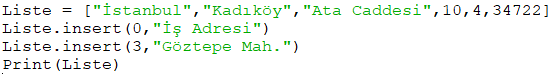 Liste = ["İstanbul","Kadıköy","Ata Caddesi",10,4,34722]
Liste.insert(0,"İş Adresi")
Liste.insert(3,"Göztepe Mah.")
Print(Liste)